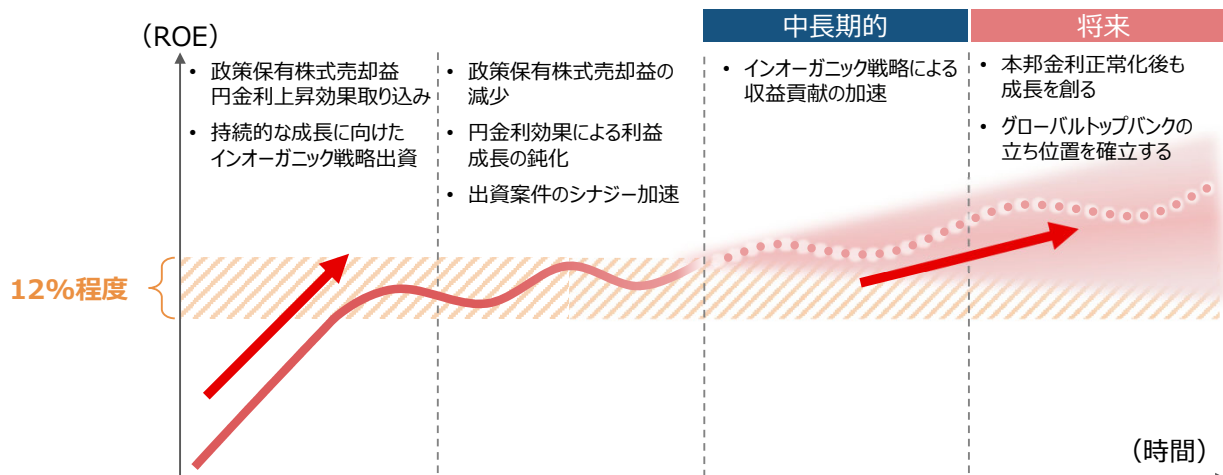 （ROE）
中長期的
将来
• 政策保有株式売却益
円金利上昇効果取り込み
• 持続的な成長に向けた
インオーガニック戦略出資
• 政策保有株式売却益の
減少
• 円金利効果による利益
成長の鈍化
• 出資案件のシナジー加速
• インオーガニック戦略による
収益貢献の加速
• 本邦金利正常化後も
成長を創る
• グローバルトップバンクの
立ち位置を確立する
12%程度
（時間）